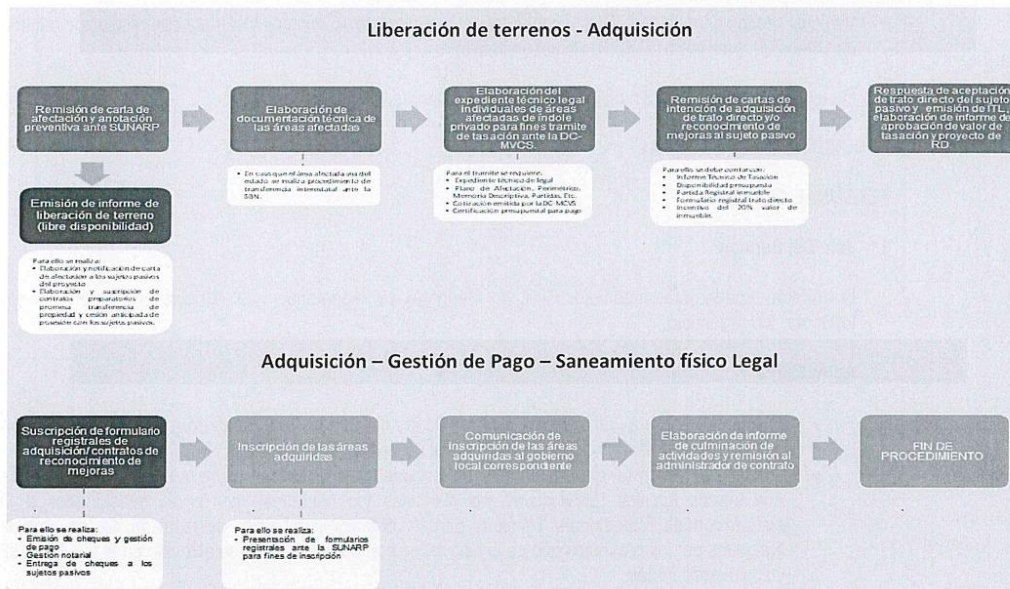 Liberación de terrenos - Adquisición
Remisión de carta de
afectación y anotación
preventiva ante SUNARP
Elaboración de
documentación técnica de
las áreas afectadas
Elaboración del
expediente técnico legal
individuales de áreas
afectadas de índole
privado para fines tramite
de tasación ante la DC-
MVCS.
Remisión de cartas de
intención de adquisición
de trato directo y/o
reconocimiento de
mejoras al sujeto pasivo
Respuesta de aceptación
de trato directo del sujeto
pasivo y emisión de ITL,
elaboración de informe de
aprobación de valor de
tasación y proyecto de
RD.
• En caso que el área afectada sea del
estado se realiza procedimiento de
transferencia interestatal ante la
SBN.
Para el tramite se requiere:
• Expediente técnico de legal
• Plano de Afectación, Perimétrico,
Memoria Descriptiva, Partidas, Etc.
• Cotización emitida por la DC-MCVS
• Certificación presupuestal para pago
Para ello se debe contar con:
• Informe Técnico de Tasación
• Disponibilidad presupuesta
• Partida Registral inmueble
• Formulario registral trato directo
• Incentivo del 20% valor de
inmueble.
Emisión de informe de
liberación de terreno
(libre disponibilidad)
Para ello se realiza:
• Elaboración y notificación de carta
de afectación a los sujetos pasivos
del proyecto
• Elaboración y suscripción de
contratos preparatorios de
promesa transferencia de
propiedad y cesión anticipada de
posesión con los sujetos pasivos.
Adquisición – Gestión de Pago – Saneamiento físico Legal
Suscripción de formulario
registrales de
adquisición/ contratos de
reconocimiento de
mejoras
Inscripción de las áreas
adquiridas
Comunicación de
inscripción de las áreas
adquiridas al gobierno
local correspondiente
Elaboración de informe de
culminación de
actividades y remisión al
administrador de contrato
FIN DE
PROCEDIMIENTO
Para ello se realiza:
• Emisión de cheques y gestión
de pago
• Gestión notarial
• Entrega de cheques a los
sujetos pasivos
Para ello se realiza:
• Presentación de formularios
registrales ante la SUNARP
para fines de inscripción